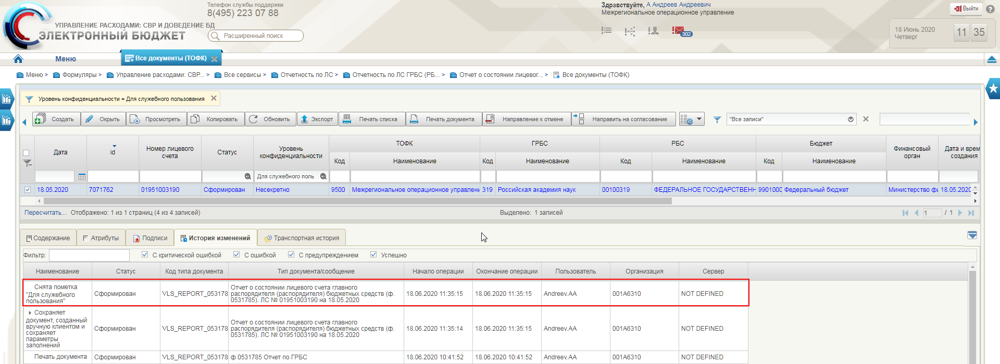 Телефон службы поддержки
8(495) 223 07 88
УПРАВЛЕНИЕ РАСХОДАМИ: СВР И ДОВЕДЕНИЕ БД
ЭЛЕКТРОННЫЙ БЮДЖЕТ
Расширенный поиск
Здравствуйте, А Андреев Андреевич
Межрегиональное операционное управление
302
Выйти
?
18 Июнь 2020
Четверг
11 35
Меню
Все документы (ТОФК)
Меню > Формуляры > Управление расходами: СВР... > Все сервисы > Отчетность по ЛС > Отчетность по ЛС ГРБС (РБ... > Отчет о состоянии лицевог... > Все документы (ТОФК)
Уровень конфиденциальности = Для служебного пользования
Создать Окрыть Просмотреть Копировать Обновить Экспорт Печать списка Печать документа Направление к отмене Направить на согласование "Все записи"
Дата id Номер лицевого счета Статус Уровень конфиденциальности ТОФК ГРБС РБС Бюджет Финансовый орган Дата и врем создания
Код Наименование Код Наименование Код Наименование Код Наименование
Для служебного поль
18.05.2020 7071762 01951003190 Сформирован Несекретно 9500 Межрегиональное операционное управлени 319 Российская академия наук 00100319 ФЕДЕРАЛЬНОЕ ГОСУДАРСТВЕНН 9901000 Федеральный бюджет Министерство фи 18.05.2020
Пересчитать... Отображено: 1 из 1 страниц (4 из 4 записей) Выделено: 1 записей 1 / 1
Содержание Атрибуты Подписи История изменений Транспортная история
Фильтр: С критической ошибкой С ошибкой С предупреждением Успешно
Наименование Статус Код типа документа Тип документа/сообщение Начало операции Окончание операции Пользователь Организация Сервер
Снята пометка
"Для служебного
пользования"
Сформирован
VLS_REPORT_053178
Отчет о состоянии лицевого счета главного
распорядителя (распорядителя) бюджетных средств (ф.
0531785). ЛС № 01951003190 на 18.05.2020
18.06.2020 11:35:15 18.06.2020 11:35:15 Andreev.AA 001A6310 NOT DEFINED
Сохраняет
документ, созданный
вручную клиентом и
сохраняет
параметры
заполнений
Сформирован
VLS_REPORT_053178
Отчет о состоянии лицевого счета главного
распорядителя (распорядителя) бюджетных средств (ф.
0531785). ЛС № 01951003190 на 18.05.2020
18.06.2020 11:35:14 18.06.2020 11:35:15 Andreev.AA 001A6310 NOT DEFINED
Печать документа Сформирован VLS_REPORT_053178 ф 0531785 Отчет по ГРБС 18.06.2020 10:41:52 18.06.2020 10:41:52 Andreev.AA 001A6310 NOT DEFINED